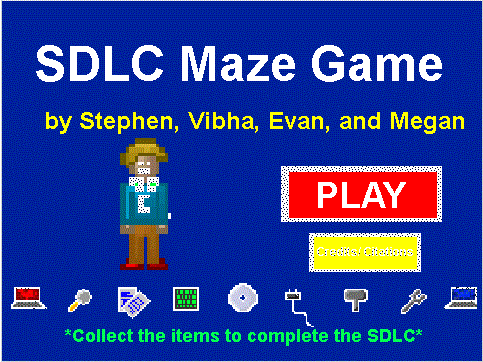 SDLC Maze Game
by Stephen, Vibha, Evan, and Megan
PLAY
*Collect the items to complete the SDLC*